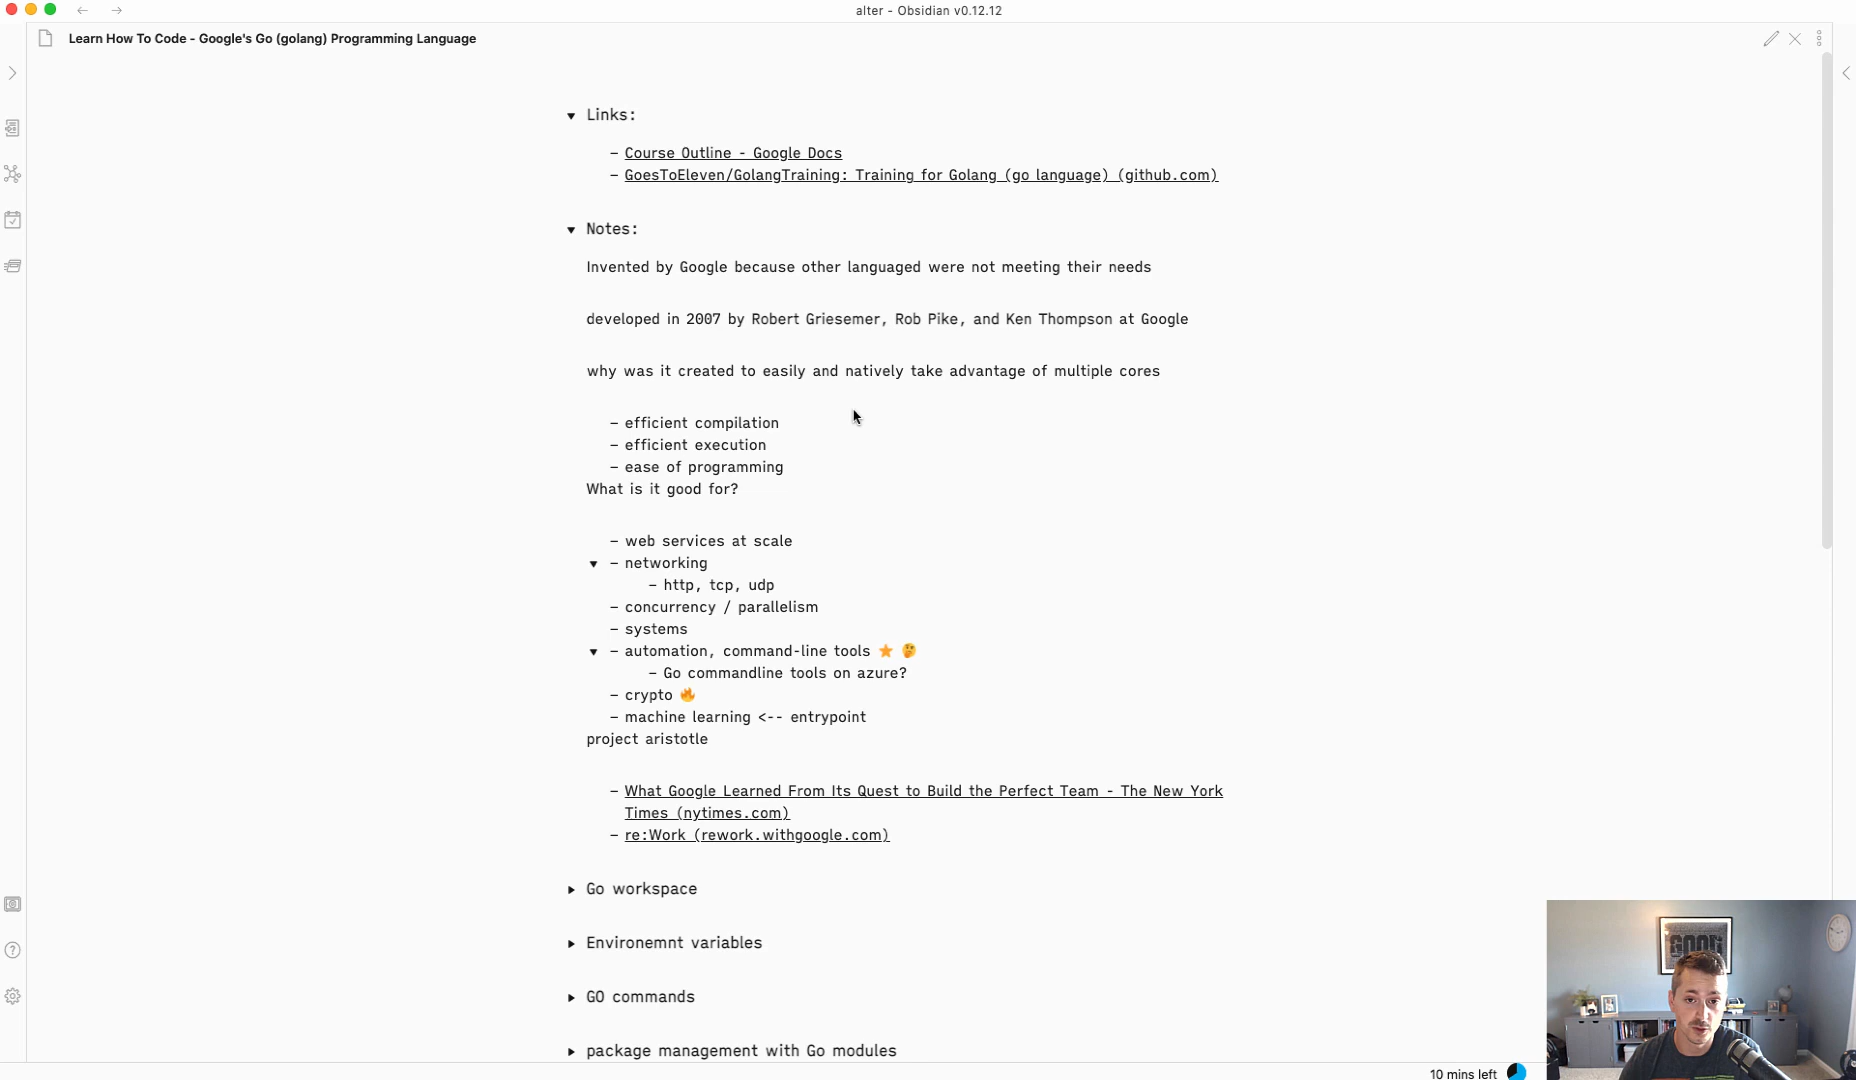 alter - Obsidian v0.12.12
Learn How To Code - Google's Go (golang) Programming Language
Links:
– Course Outline - Google Docs
– GoesToEleven/GolangTraining: Training for Golang (go language) (github.com)
Notes:
Invented by Google because other languaged were not meeting their needs
developed in 2007 by Robert Griesemer, Rob Pike, and Ken Thompson at Google
why was it created to easily and natively take advantage of multiple cores
– efficient compilation
– efficient execution
– ease of programming
What is it good for?
– web services at scale
– networking
– http, tcp, udp
– concurrency / parallelism
– systems
– automation, command-line tools ⭐ 🤔
– Go commandline tools on azure?
– crypto 🔥
– machine learning <-- entrypoint
project aristotle
– What Google Learned From Its Quest to Build the Perfect Team - The New York
Times (nytimes.com)
– re:Work (rework.withgoogle.com)
Go workspace
Environemnt variables
GO commands
package management with Go modules
10 mins left